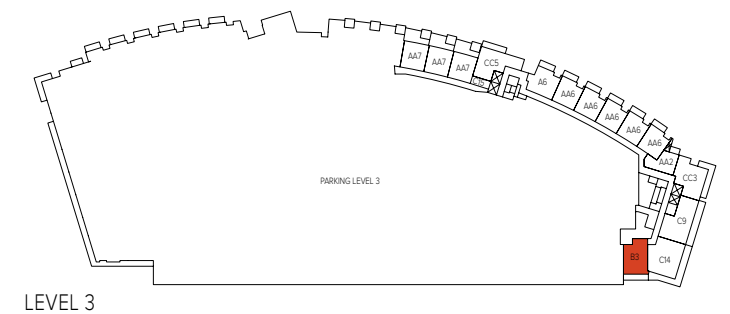 AA7
AA7
AA7
CC5
C15
A6
AA6
AA6
AA6
AA6
AA6
AA2
CC3
PARKING LEVEL 3
C9
B3
C14
LEVEL 3